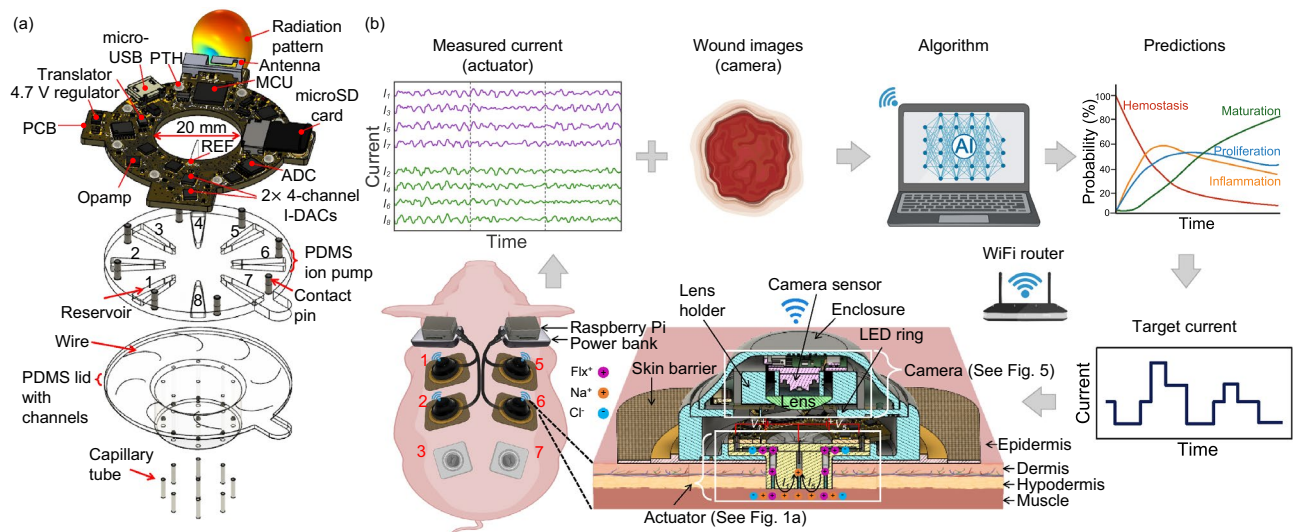 (a)
Radiation
pattern
Antenna
micro-
USB
PTH
MCU
Translator
4.7 V regulator
microSD
card
PCB
20 mm
REF
ADC
Opamp
2× 4-channel
I-DACs
1
2
3
4
5
6
7
8
PDMS
ion pump
Reservoir
Contact
pin
Wire
PDMS lid
with
channels
Capillary
tube
(b)
Measured current
(actuator)
Current
I1
I3
I5
I7
I2
I4
I6
I8
Time
Wound images
(camera)
Algorithm
AI
Predictions
Probability (%)
100
80
60
40
20
0
Hemostasis
Maturation
Proliferation
Inflammation
Time
WiFi router
Target current
Current
Time
Raspberry Pi
Power bank
1
5
2
6
3
7
Flx+
Na+
Cl-
Lens
holder
Camera sensor
Enclosure
LED ring
Camera (See Fig. 5)
Skin barrier
Lens
Epidermis
Dermis
Hypodermis
Muscle
Actuator (See Fig. 1a)